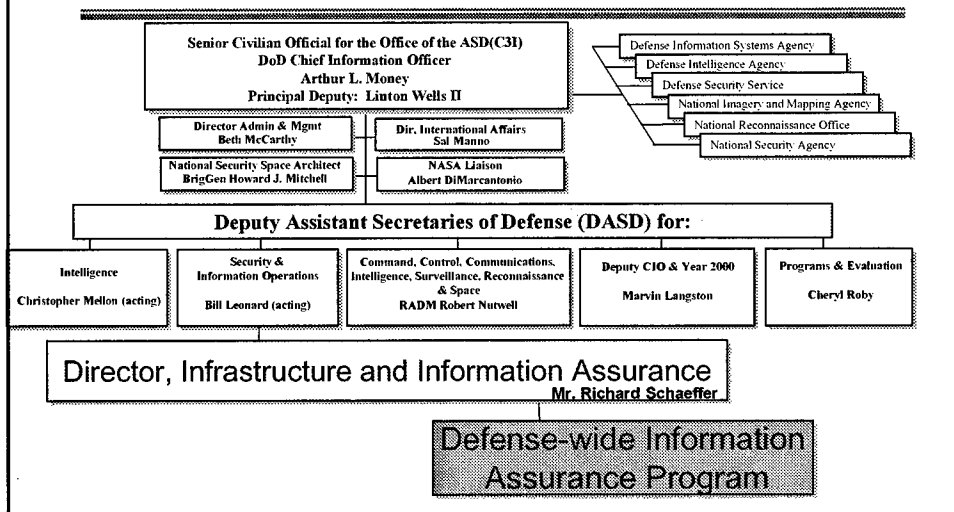 Senior Civilian Official for the Office of the ASD(C3I)
DoD Chief Information Officer
Arthur L. Money
Principal Deputy: Linton Wells II
Defense Information Systems Agency
Defense Intelligence Agency
Defense Security Service
National Imagery and Mapping Agency
National Reconnaissance Office
National Security Agency
Director Admin & Mgmt
Beth McCarthy
Dir. International Affairs
Sal Manno
National Security Space Architect
BrigGen Howard J. Mitchell
NASA Liaison
Albert DiMarcantonio
Deputy Assistant Secretaries of Defense (DASD) for:
Intelligence
Christopher Mellon (acting)
Security &
Information Operations
Bill Leonard (acting)
Command, Control, Communications,
Intelligence, Surveillance, Reconnaissance
& Space
RADM Robert Nutwell
Deputy CIO & Year 2000
Marvin Langston
Programs & Evaluation
Cheryl Roby
Director, Infrastructure and Information Assurance
Mr. Richard Schaeffer
Defense-wide Information
Assurance Program